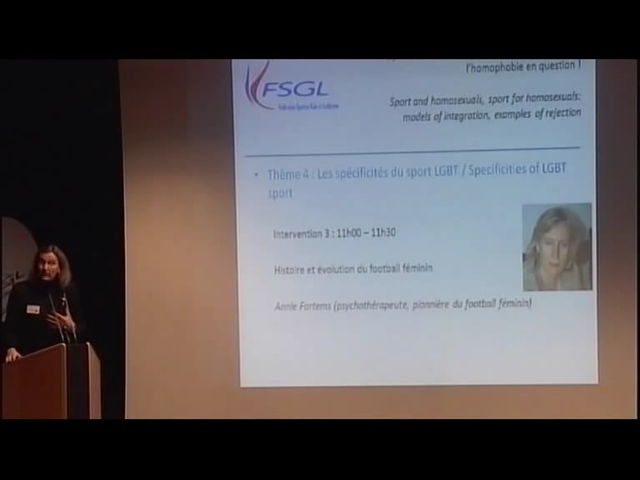 l'homophobie en question !
FSGL
Sport and homosexuals, sport for homosexuals:
models of integration, examples of rejection
• Thème 4 : Les spécificités du sport LGBT / Specificities of LGBT
sport
Intervention 3 : 11h00 – 11h30
Histoire et évolution du football féminin
Annie Fortems (psychothérapeute, pionnière du football féminin)
FSGL